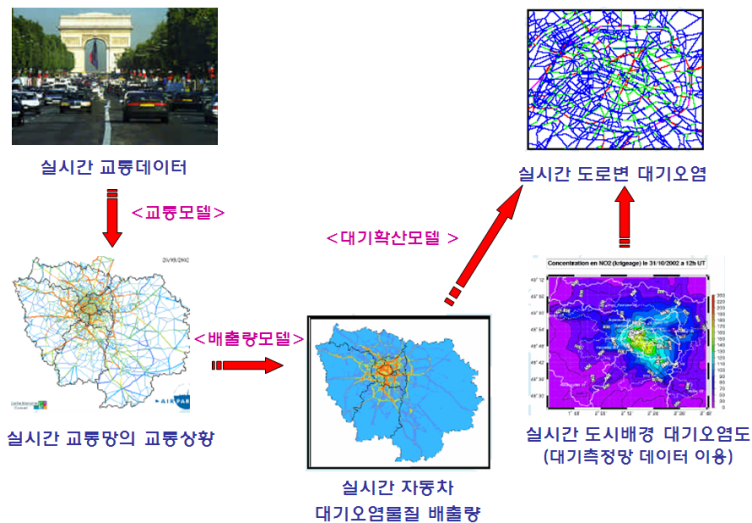 실시간 교통데이터
<교통모델>
실시간 교통망의 교통상황
<배출량모델>
실시간 자동차
대기오염물질 배출량
<대기확산모델 >
실시간 도로변 대기오염
Concentration en NO2 (krigeage) le 31/10/2002 a 12h UT
실시간 도시배경 대기오염도
(대기측정망 데이터 이용)